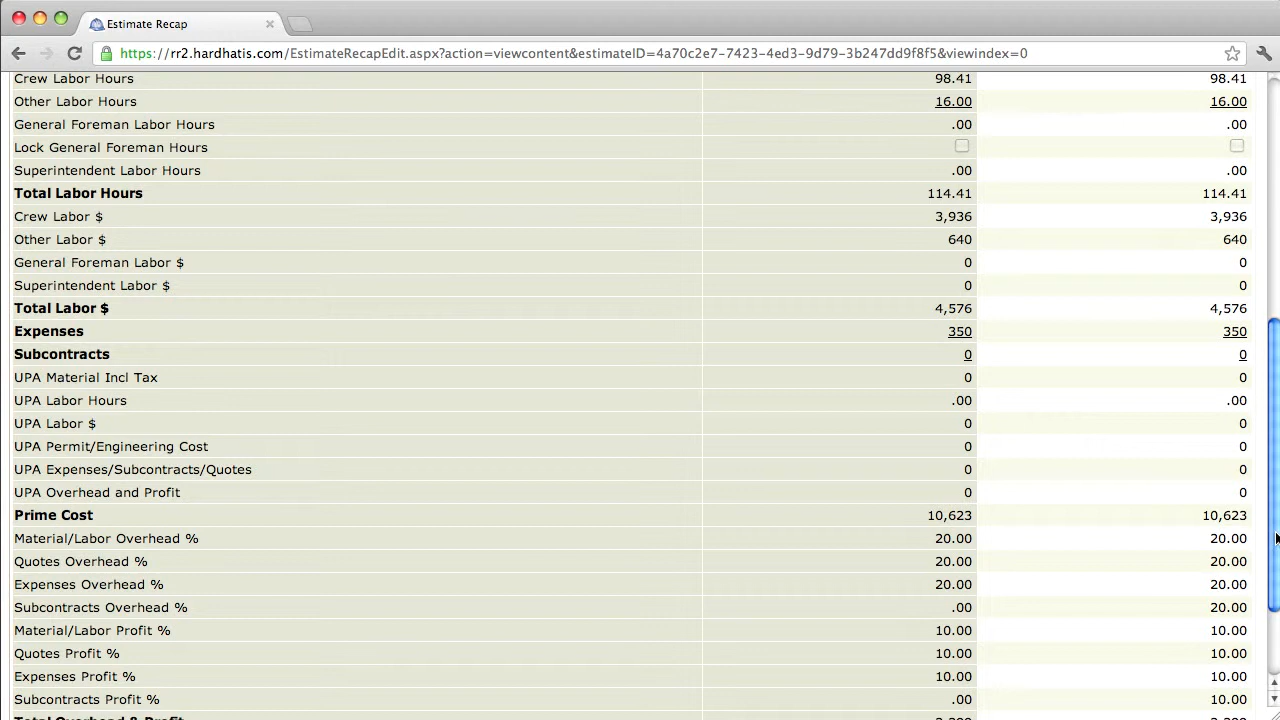 Estimate Recap
https://rr2.hardhatis.com/EstimateRecapEdit.aspx?action=viewcontent&estimateID=4a70c2e7-7423-4ed3-9d79-3b247dd9f8f5&viewindex=0
Crew Labor Hours 98.41 98.41
Other Labor Hours 16.00 16.00
General Foreman Labor Hours .00 .00
Lock General Foreman Hours
Superintendent Labor Hours .00 .00
Total Labor Hours 114.41 114.41
Crew Labor $ 3,936 3,936
Other Labor $ 640 640
General Foreman Labor $ 0 0
Superintendent Labor $ 0 0
Total Labor $ 4,576 4,576
Expenses 350 350
Subcontracts 0 0
UPA Material Incl Tax 0 0
UPA Labor Hours .00 .00
UPA Labor $ 0 0
UPA Permit/Engineering Cost 0 0
UPA Expenses/Subcontracts/Quotes 0 0
UPA Overhead and Profit 0 0
Prime Cost 10,623 10,623
Material/Labor Overhead % 20.00 20.00
Quotes Overhead % 20.00 20.00
Expenses Overhead % 20.00 20.00
Subcontracts Overhead % .00 20.00
Material/Labor Profit % 10.00 10.00
Quotes Profit % 10.00 10.00
Expenses Profit % 10.00 10.00
Subcontracts Profit % .00 10.00
Total Overhead & Profit